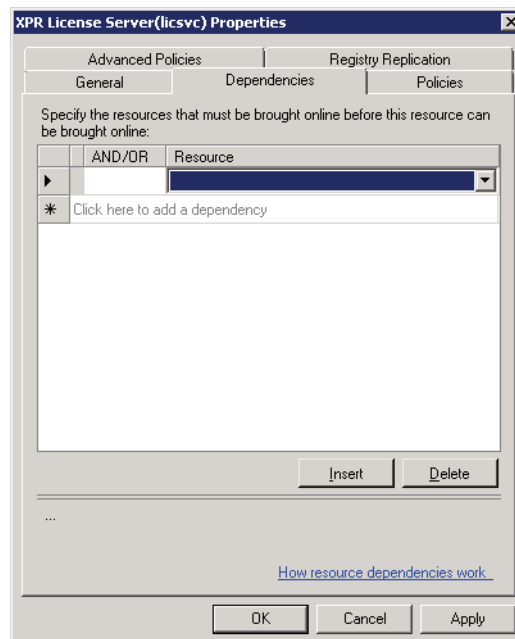 XPR License Server(licsvc) Properties
Advanced Policies Registry Replication
General Dependencies Policies
Specify the resources that must be brought online before this resource can
be brought online:
AND/OR Resource
Click here to add a dependency
Insert Delete
...
How resource dependencies work
OK Cancel Apply